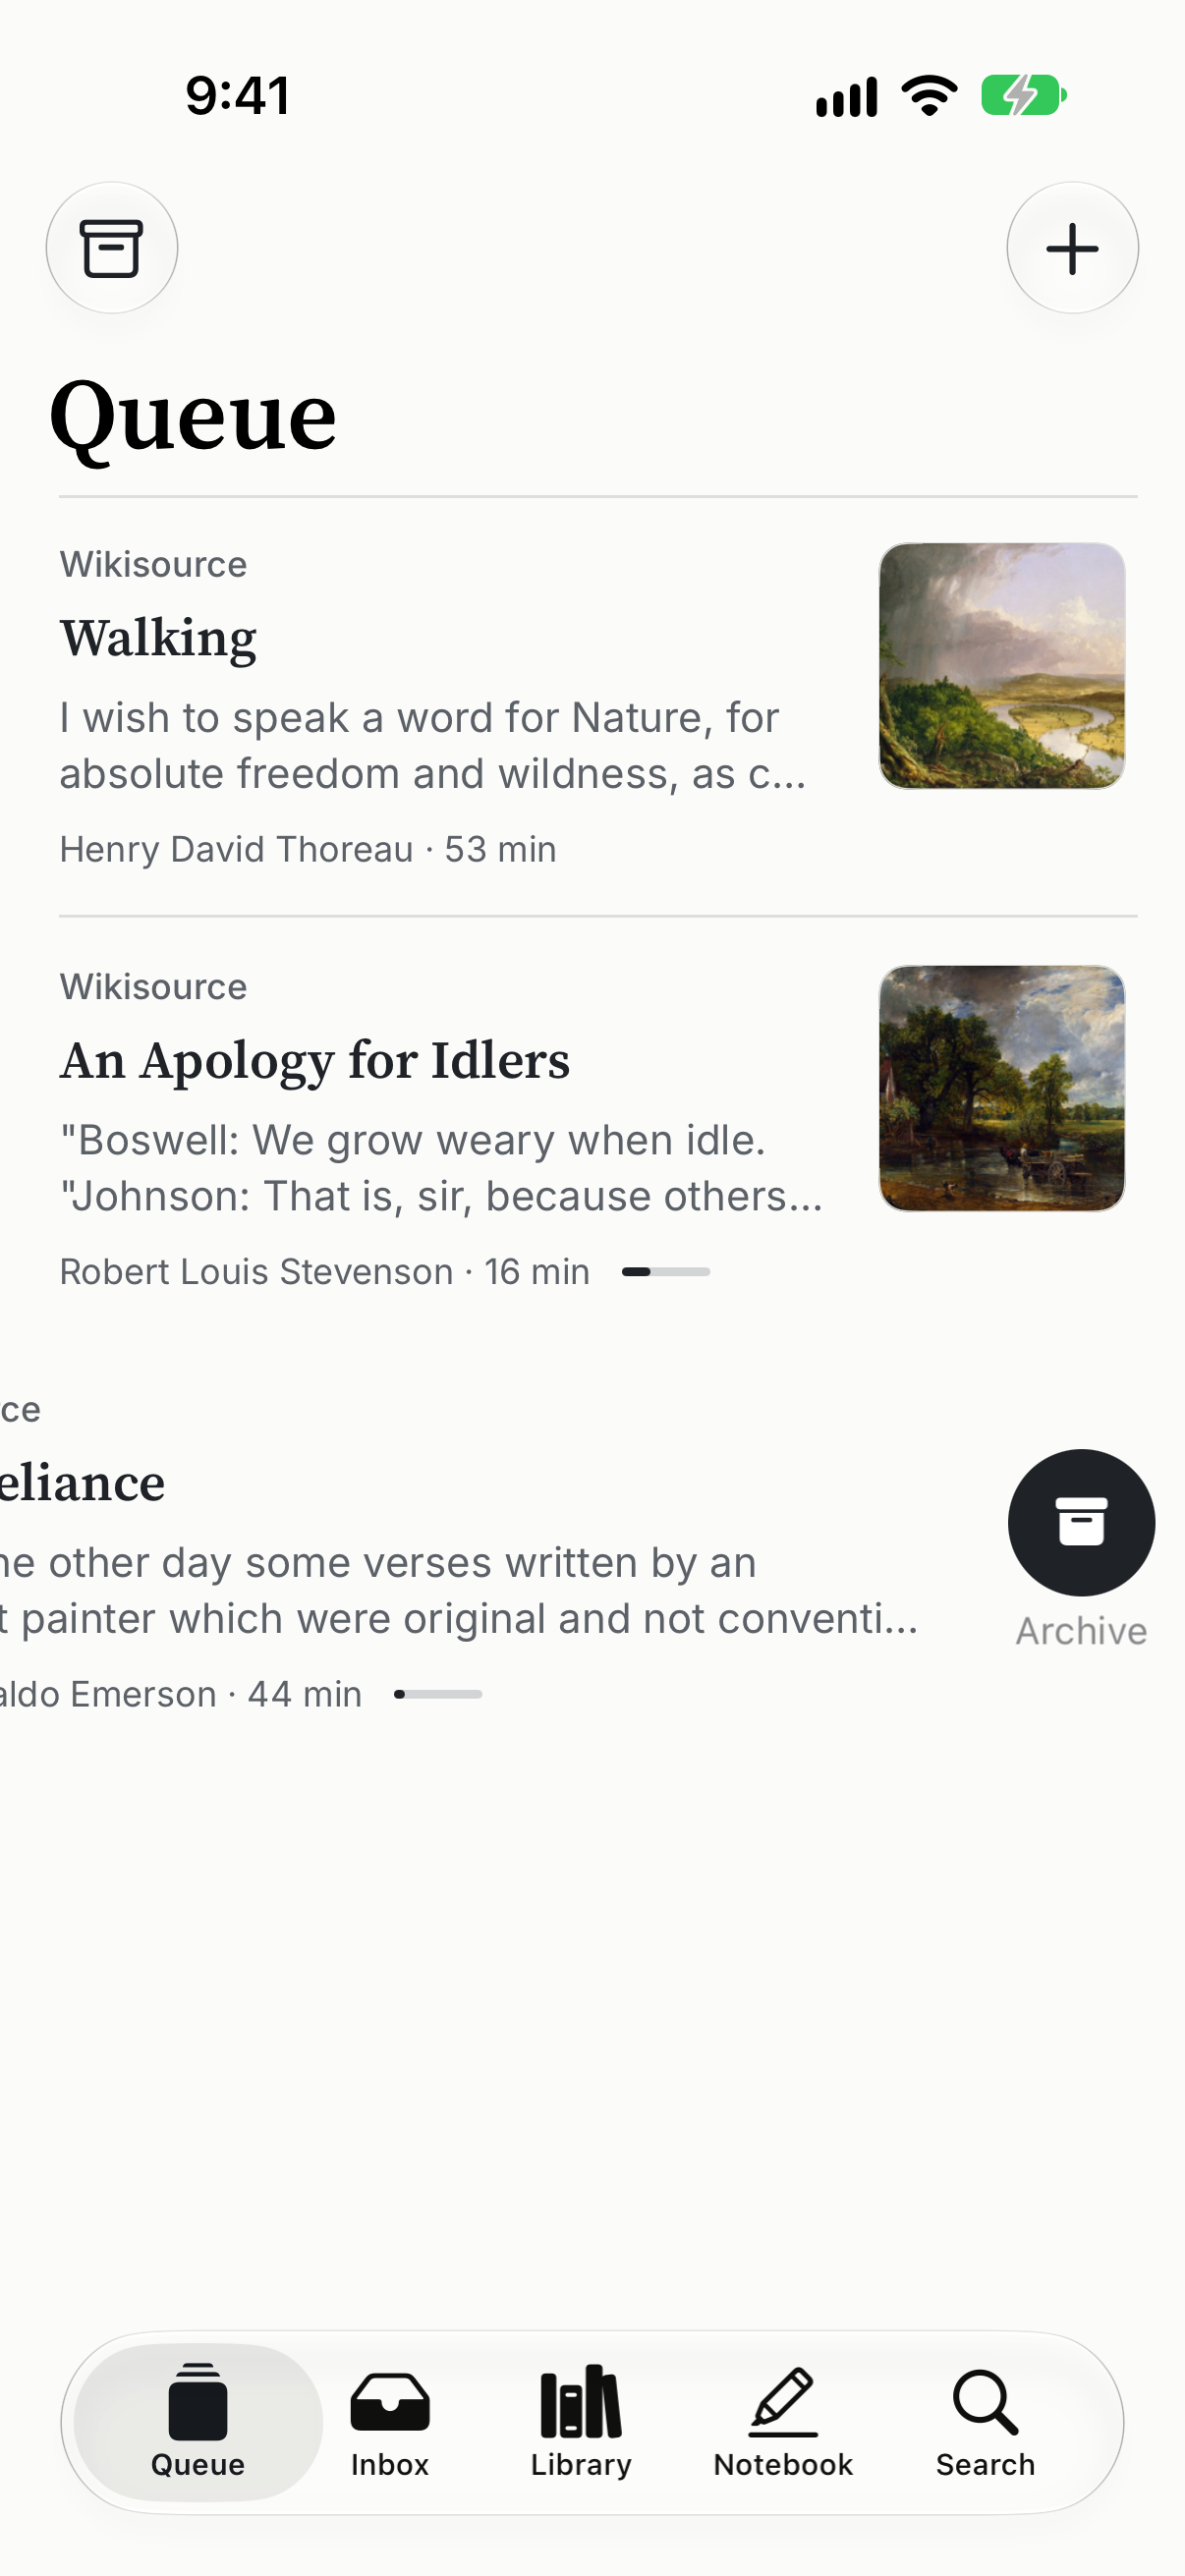 9:41
Queue
Wikisource
Walking
I wish to speak a word for Nature, for
absolute freedom and wildness, as c...
Henry David Thoreau · 53 min
Wikisource
An Apology for Idlers
"Boswell: We grow weary when idle.
"Johnson: That is, sir, because others...
Robert Louis Stevenson · 16 min
rce
eliance
ne other day some verses written by an
t painter which were original and not conventi...
aldo Emerson · 44 min
Archive
Queue
Inbox
Library
Notebook
Search